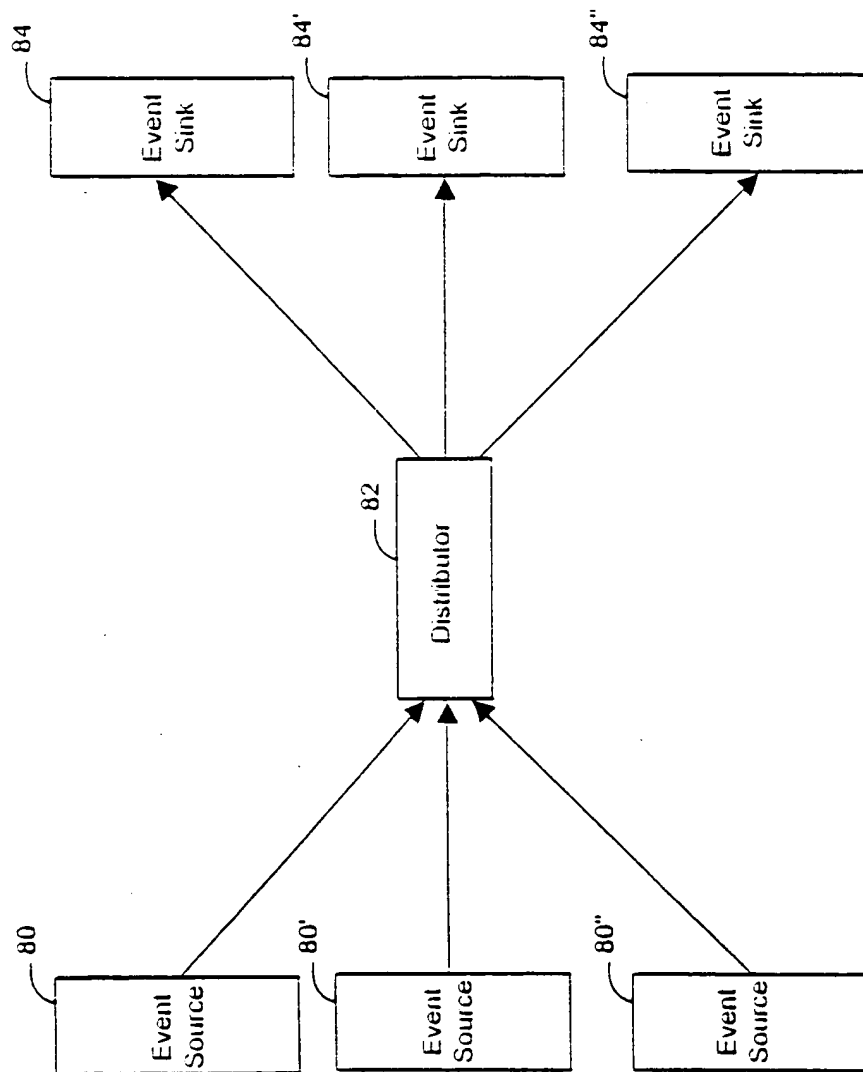 80
Event
Source
80'
Event
Source
80"
Event
Source
82
Distributor
84
Event
Sink
84'
Event
Sink
84"
Event
Sink